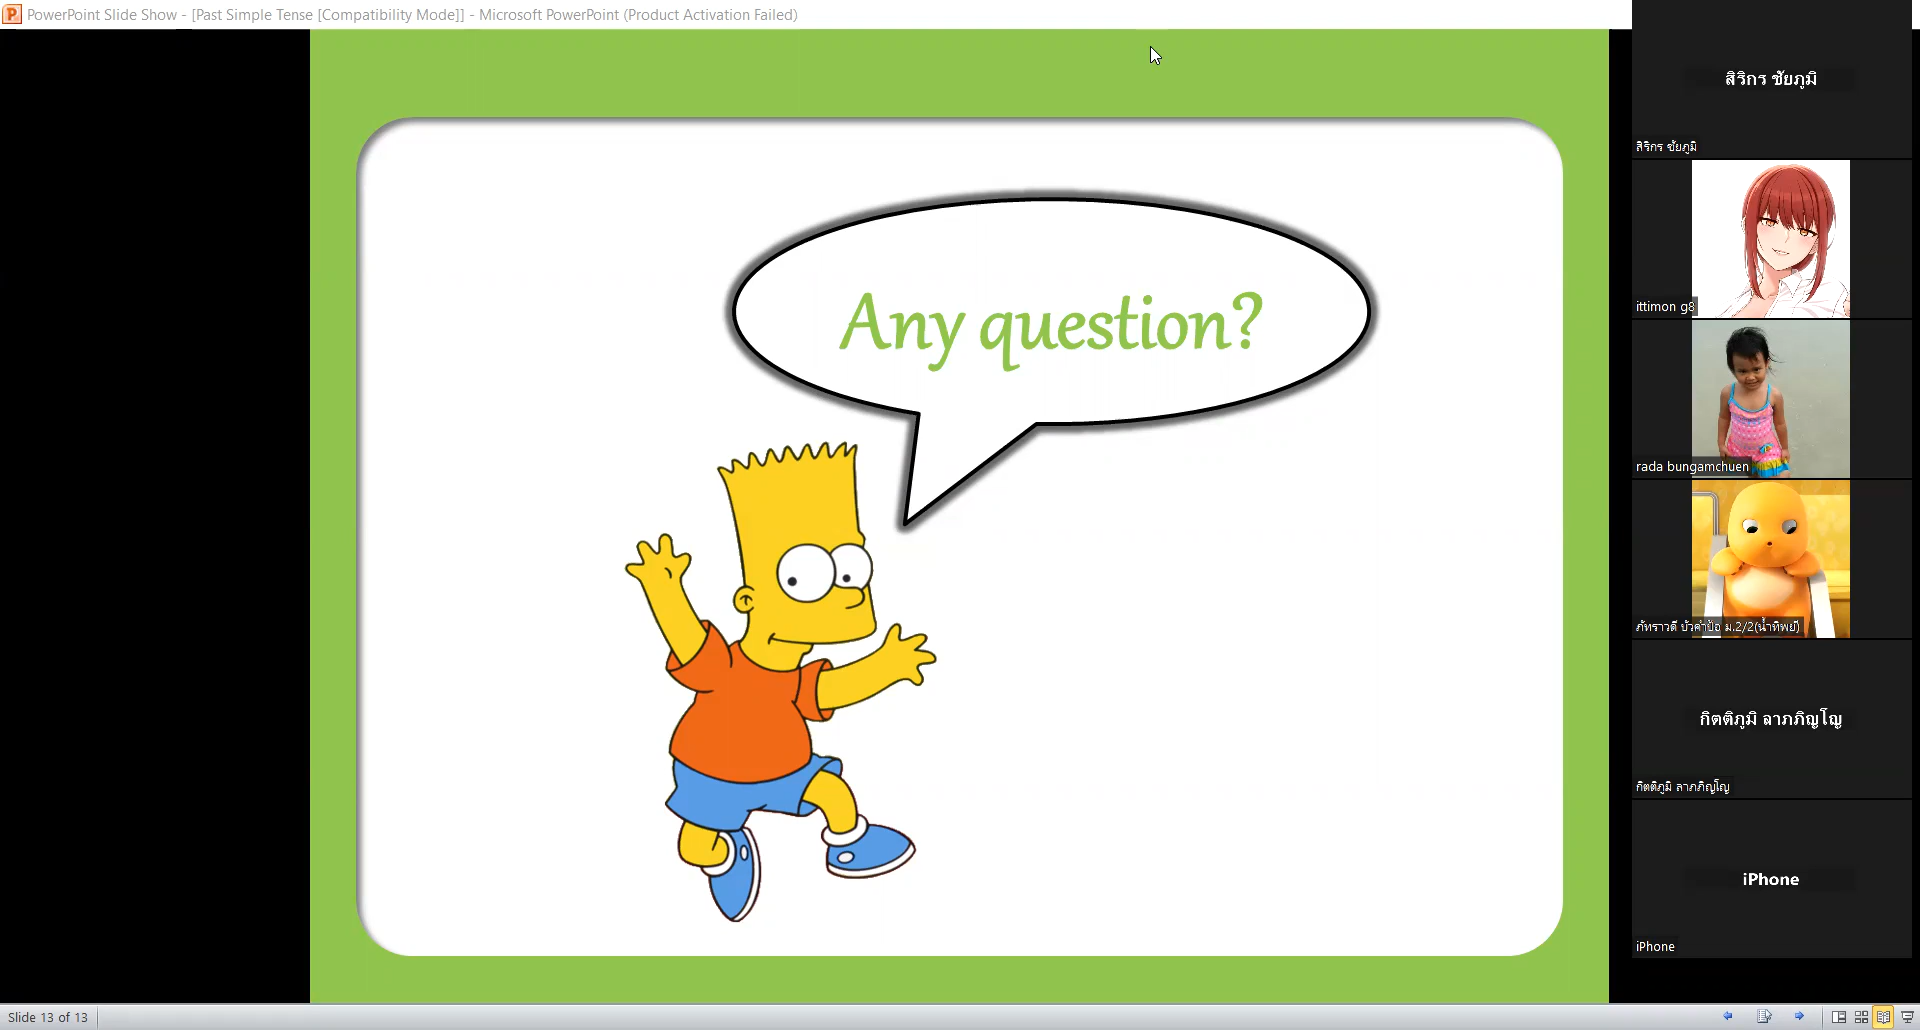 PowerPoint Slide Show - [Past Simple Tense [Compatibility Mode]] - Microsoft PowerPoint (Product Activation Failed)
Any question?
สิริกร ชัยภูมิ
สิริกร ชัยภูมิ
ittimon g8
rada bungamchuen
ภัทราวดี บัวคำป้อ ม.2/2(น้ำทิพย์)
กิตติภูมิ ลาภภิญโญ
กิตติภูมิ ลาภภิญโญ
iPhone
iPhone
Slide 13 of 13